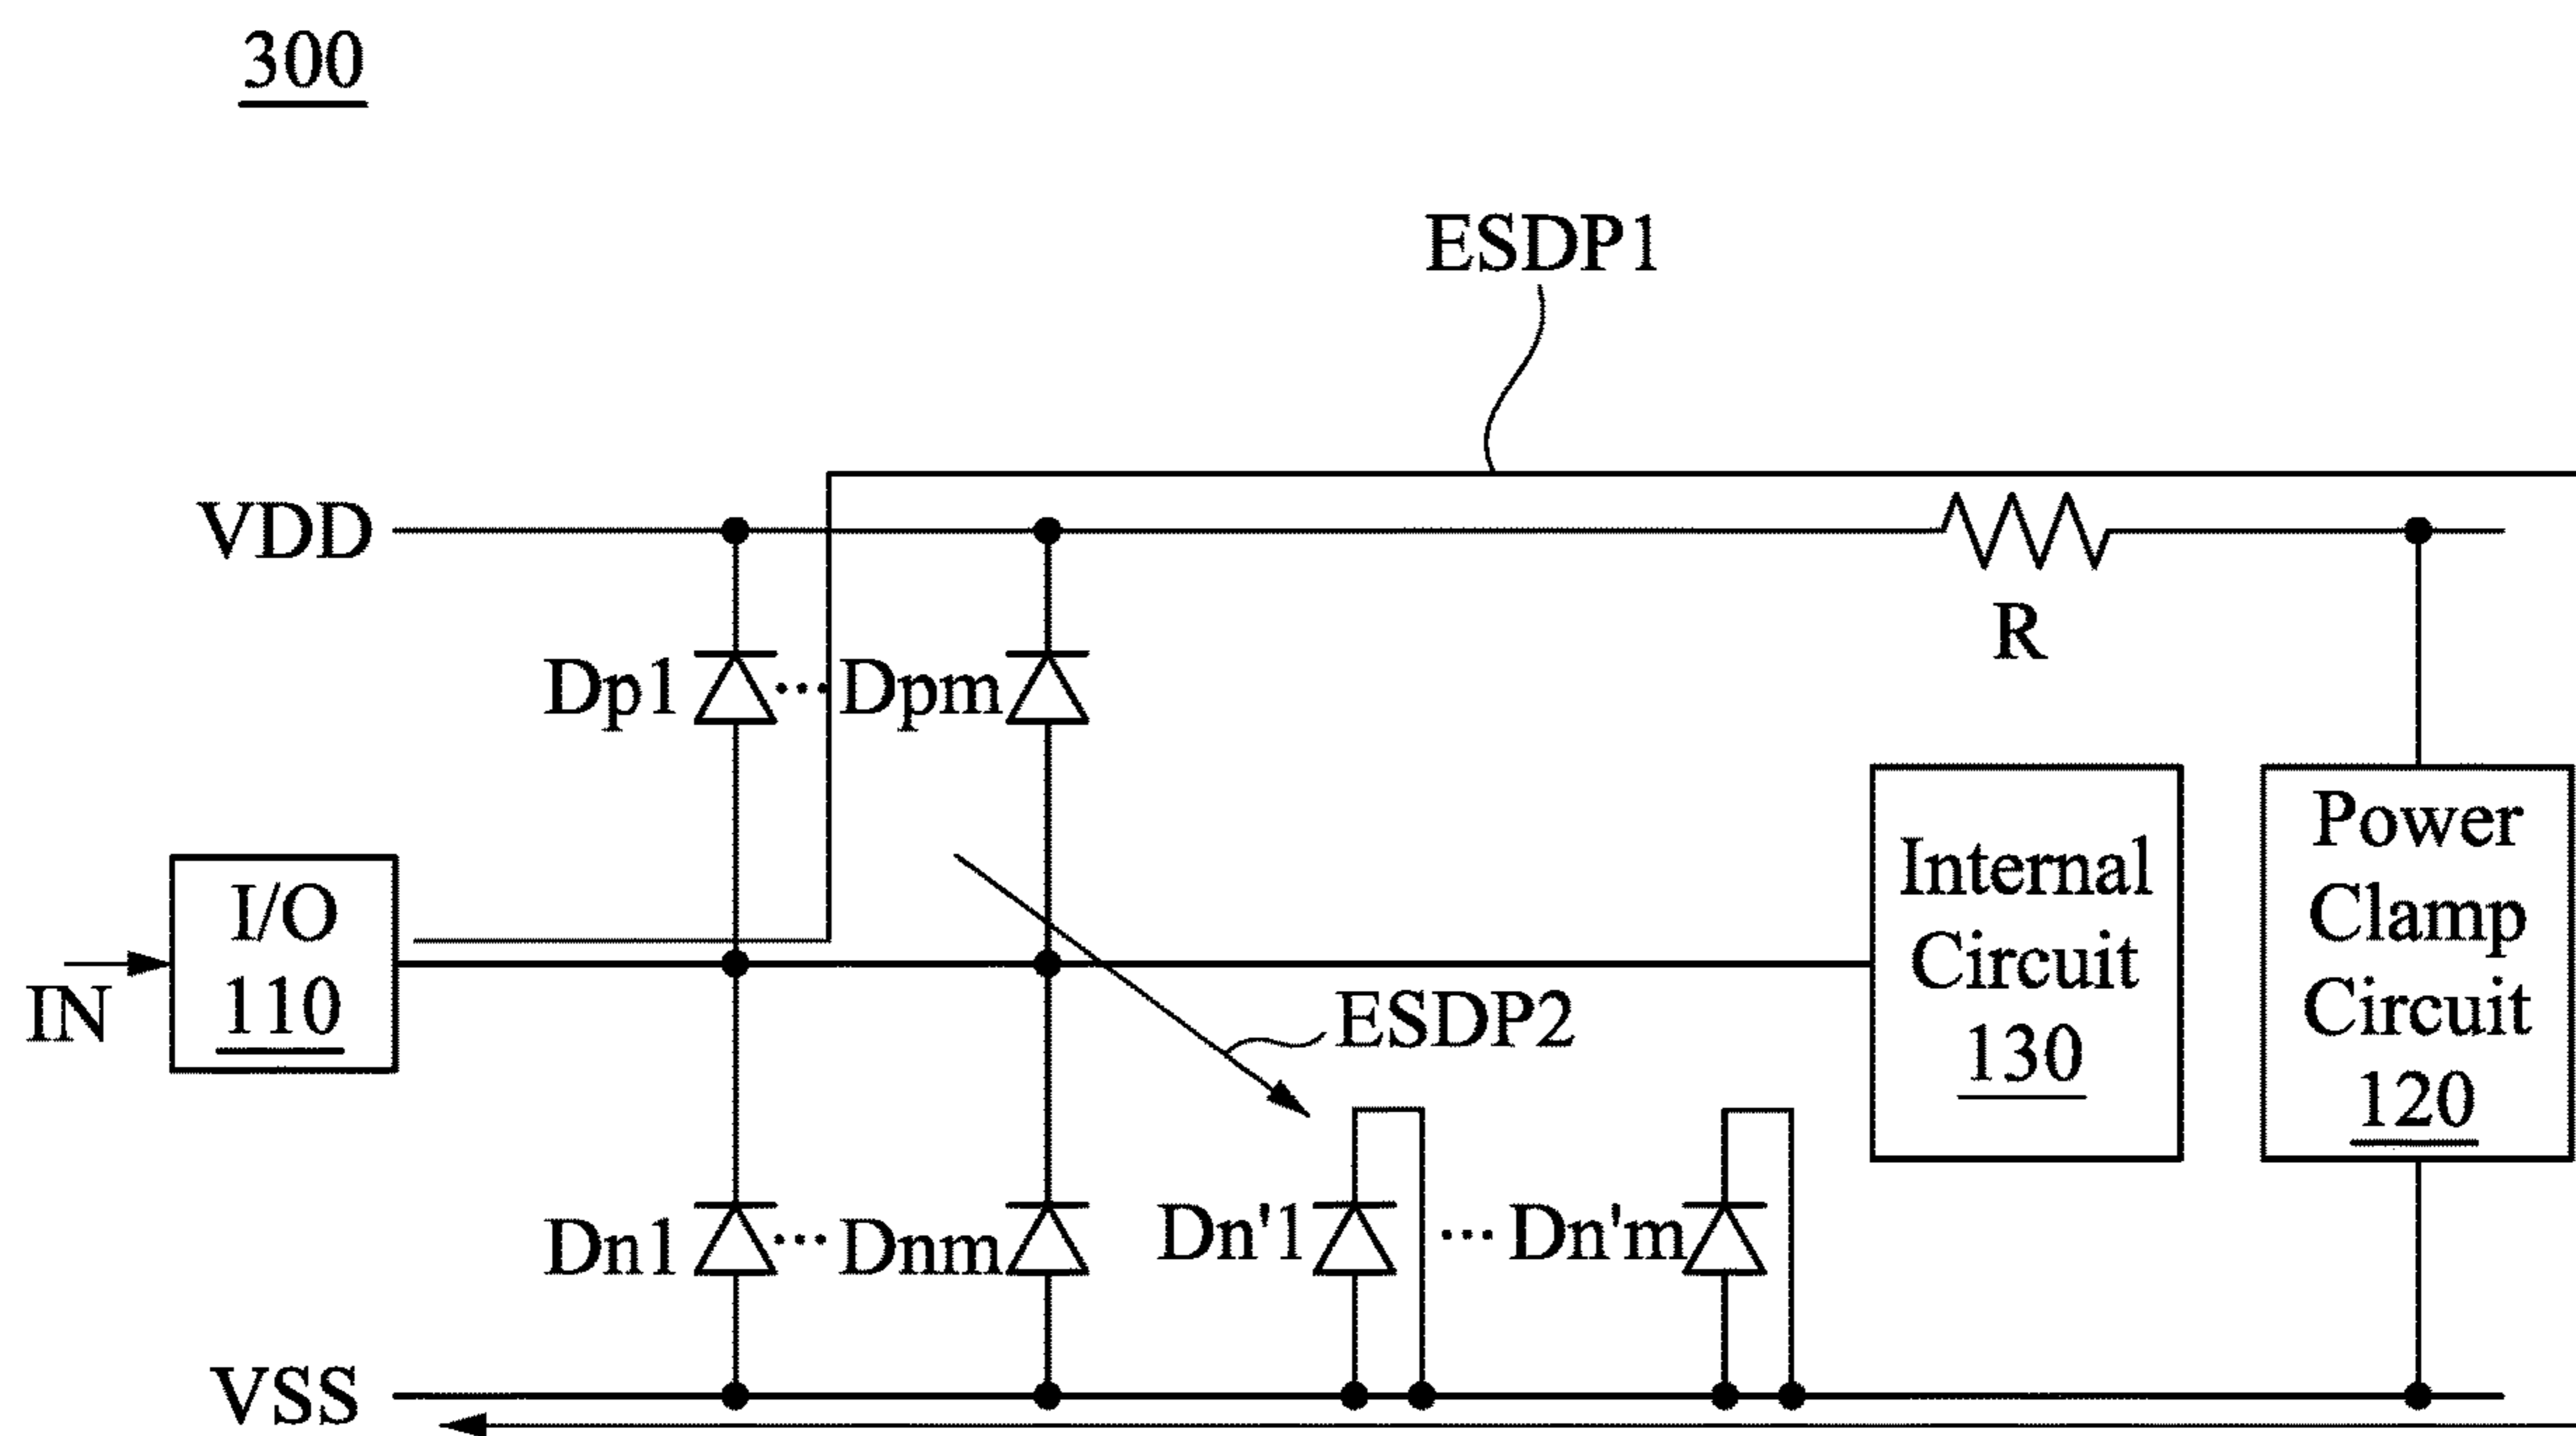 300
ESDP1
VDD
R
Dp1 ... Dpm
I/O
110
IN
Internal
Circuit
130
Power
Clamp
Circuit
120
ESDP2
Dn1 ... Dnm
Dn'1 ... Dn'm
VSS